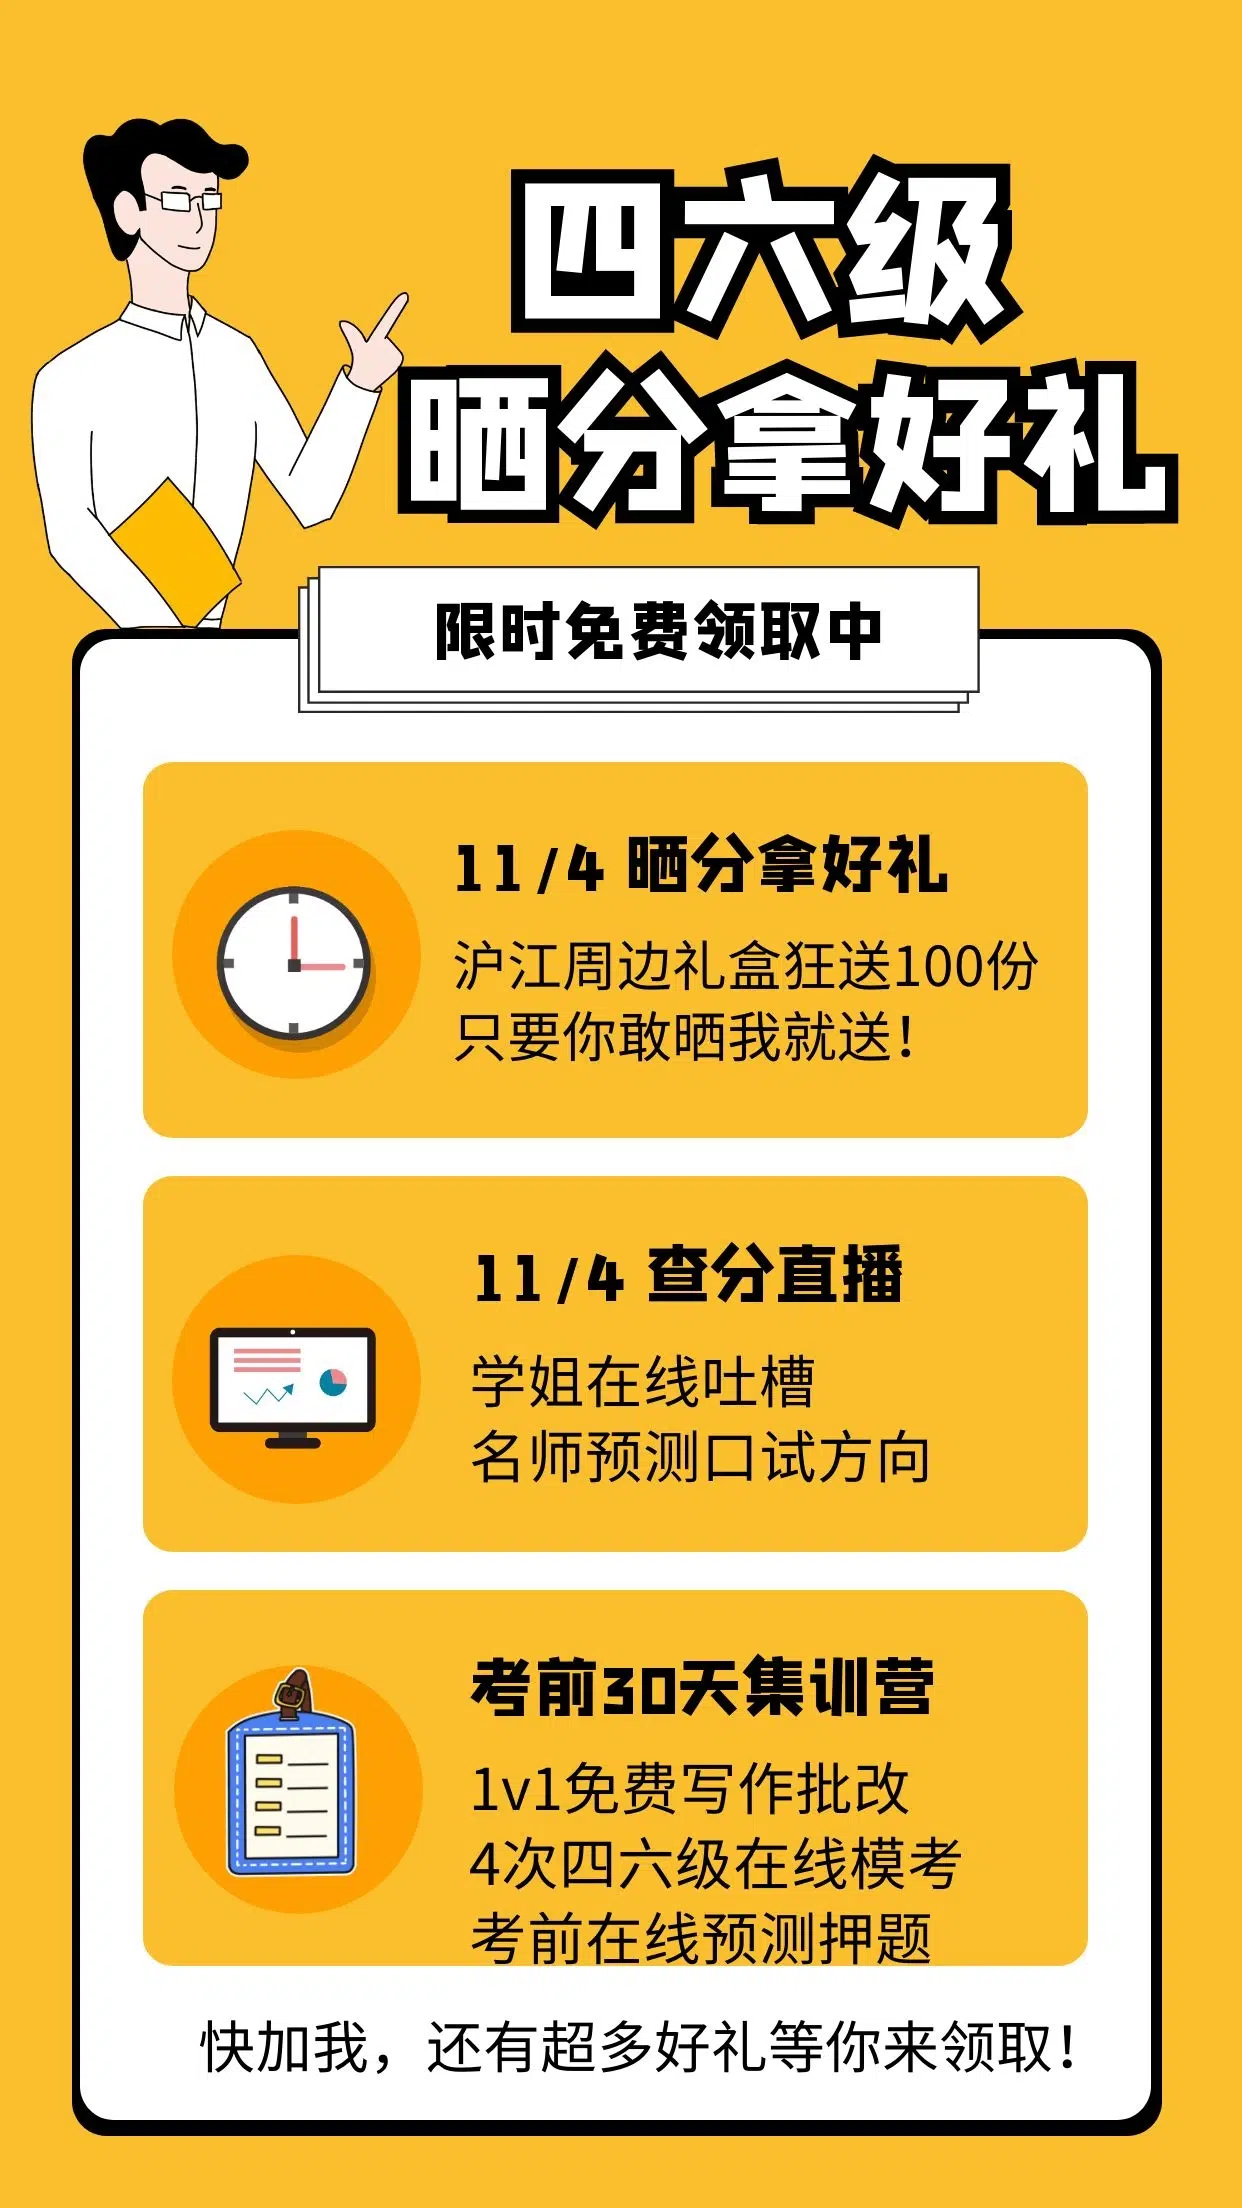 四六级
晒分拿好礼
限时免费领取中
11/4 晒分拿好礼
沪江周边礼盒狂送100份
只要你敢晒我就送！
11/4 查分直播
学姐在线吐槽
名师预测口试方向
考前30天集训营
1v1免费写作批改
4次四六级在线模考
考前在线预测押题
快加我，还有超多好礼等你来领取！